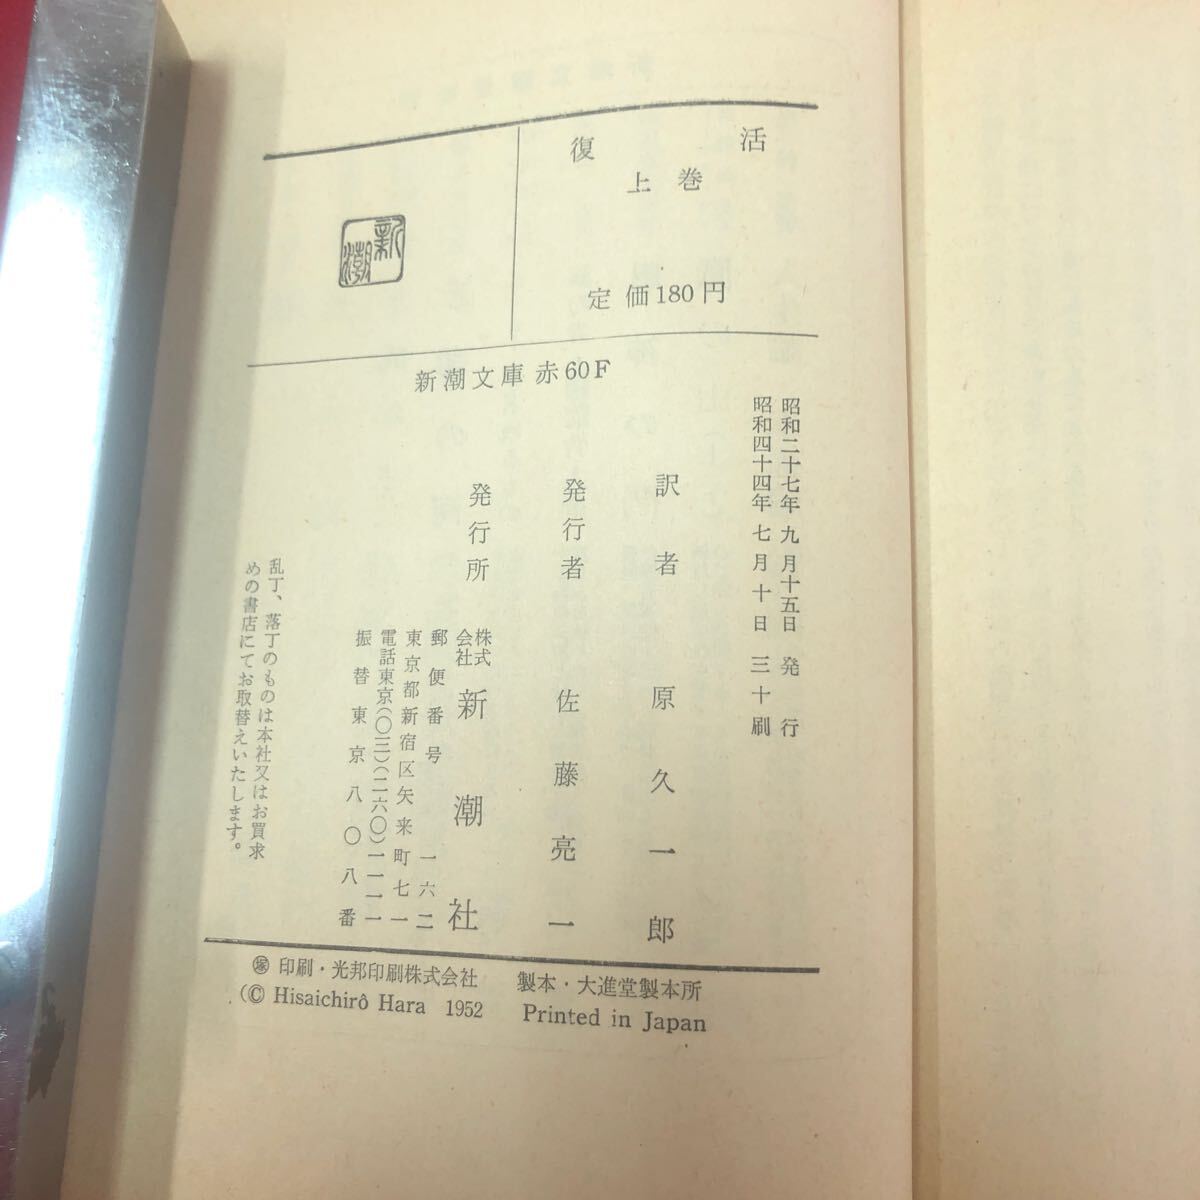 復活
上巻
定価180円
新潮
新潮文庫 赤60F
昭和二十七年九月十五日 発行
昭和四十四年七月十日 三十刷
訳者 原久一郎
発行者 佐藤亮一
発行所 株式会社 新潮社
郵便番号 一六二
東京都新宿区矢来町七一
電話東京(〇三)(二六〇)一一一一
振替東京八〇八番
乱丁、落丁のものは本社又はお買求
めの書店にてお取替えいたします。
㊞ 印刷・光邦印刷株式会社 製本・大進堂製本所
(© Hisaichirô Hara 1952 Printed in Japan